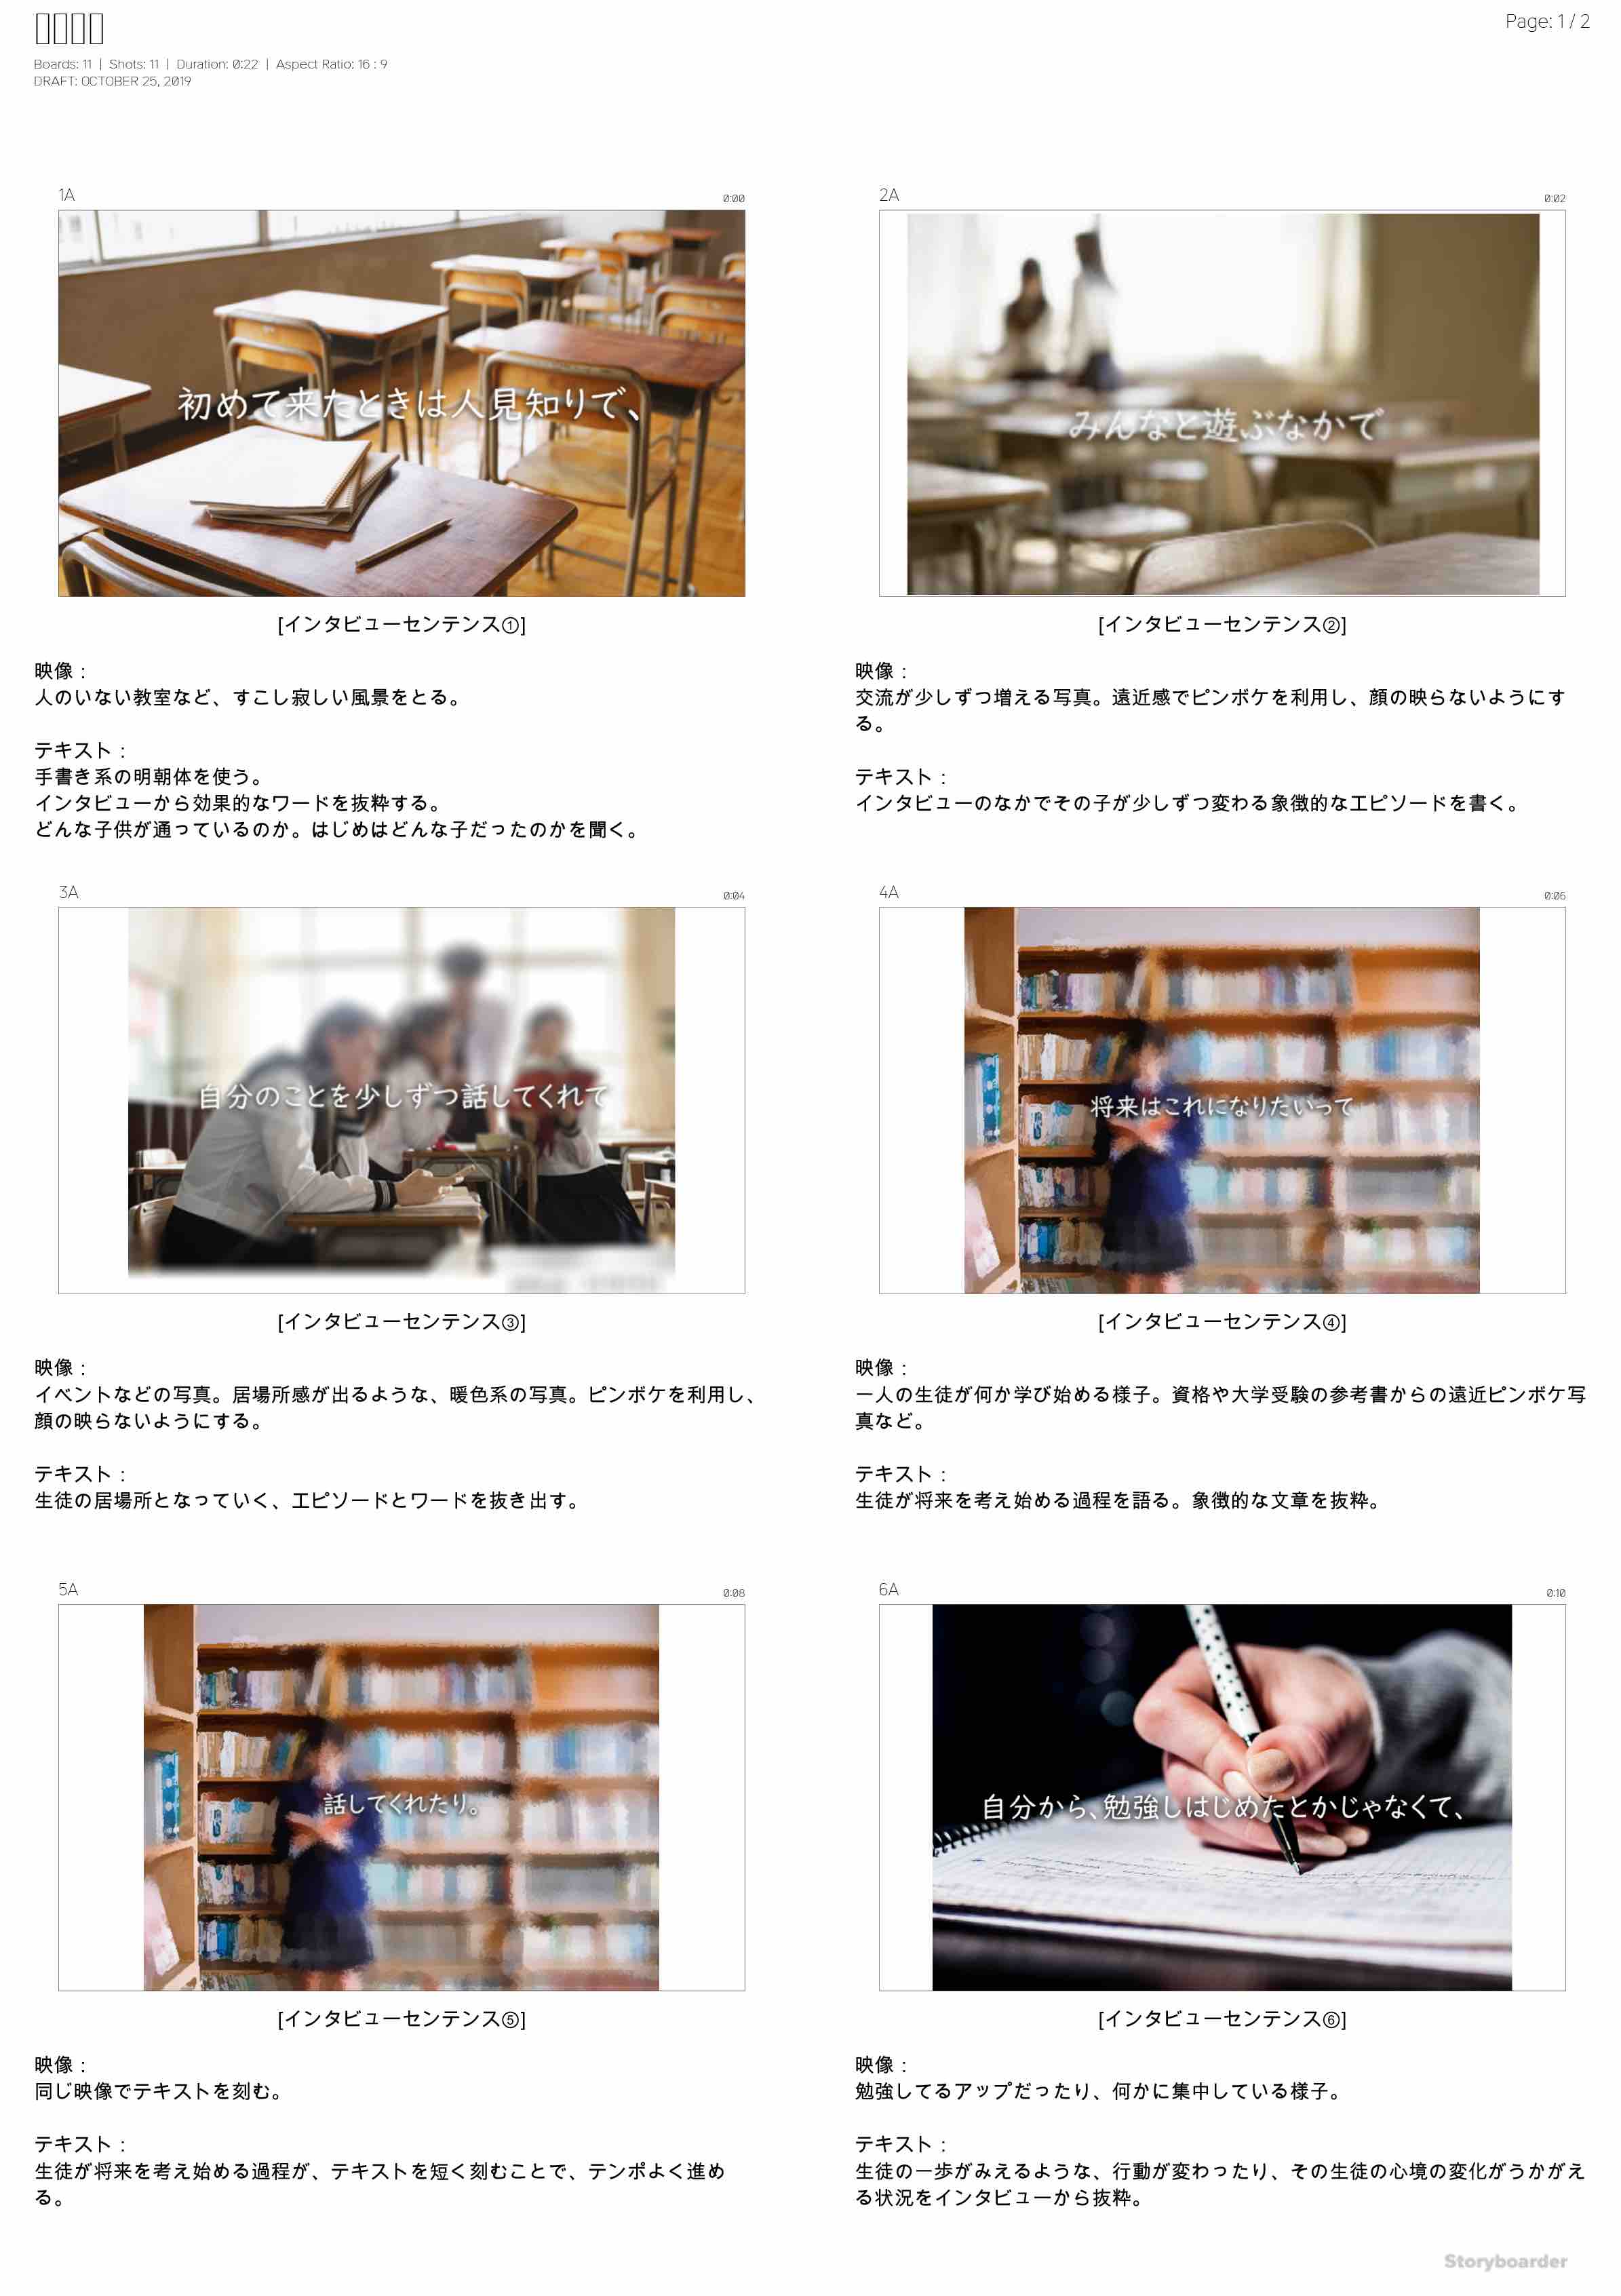 Page: 1 / 2
Boards: 11 | Shots: 11 | Duration: 0:22 | Aspect Ratio: 16 : 9
DRAFT: OCTOBER 25, 2019
1A
0:00
初めて来たときは人見知りで、
[インタビューセンテンス①]
映像：
人のいない教室など、すこし寂しい風景をとる。
テキスト：
手書き系の明朝体を使う。
インタビューから効果的なワードを抜粋する。
どんな子供が通っているのか。はじめはどんな子だったのかを聞く。
2A
0:02
みんなと遊ぶなかで
[インタビューセンテンス②]
映像：
交流が少しずつ増える写真。遠近感でピンボケを利用し、顔の映らないようにす
る。
テキスト：
インタビューのなかでその子が少しずつ変わる象徴的なエピソードを書く。
3A
0:04
自分のことを少しずつ話してくれて
[インタビューセンテンス③]
映像：
イベントなどの写真。居場所感が出るような、暖色系の写真。ピンボケを利用し、
顔の映らないようにする。
テキスト：
生徒の居場所となっていく、エピソードとワードを抜き出す。
4A
0:06
将来はこれになりたいって
[インタビューセンテンス④]
映像：
一人の生徒が何か学び始める様子。資格や大学受験の参考書からの遠近ピンボケ写
真など。
テキスト：
生徒が将来を考え始める過程を語る。象徴的な文章を抜粋。
5A
0:08
話してくれたり。
[インタビューセンテンス⑤]
映像：
同じ映像でテキストを刻む。
テキスト：
生徒が将来を考え始める過程が、テキストを短く刻むことで、テンポよく進め
る。
6A
0:10
自分から、勉強しはじめたとかじゃなくて、
[インタビューセンテンス⑥]
映像：
勉強してるアップだったり、何かに集中している様子。
テキスト：
生徒の一歩がみえるような、行動が変わったり、その生徒の心境の変化がうかがえ
る状況をインタビューから抜粋。
Storyboarder